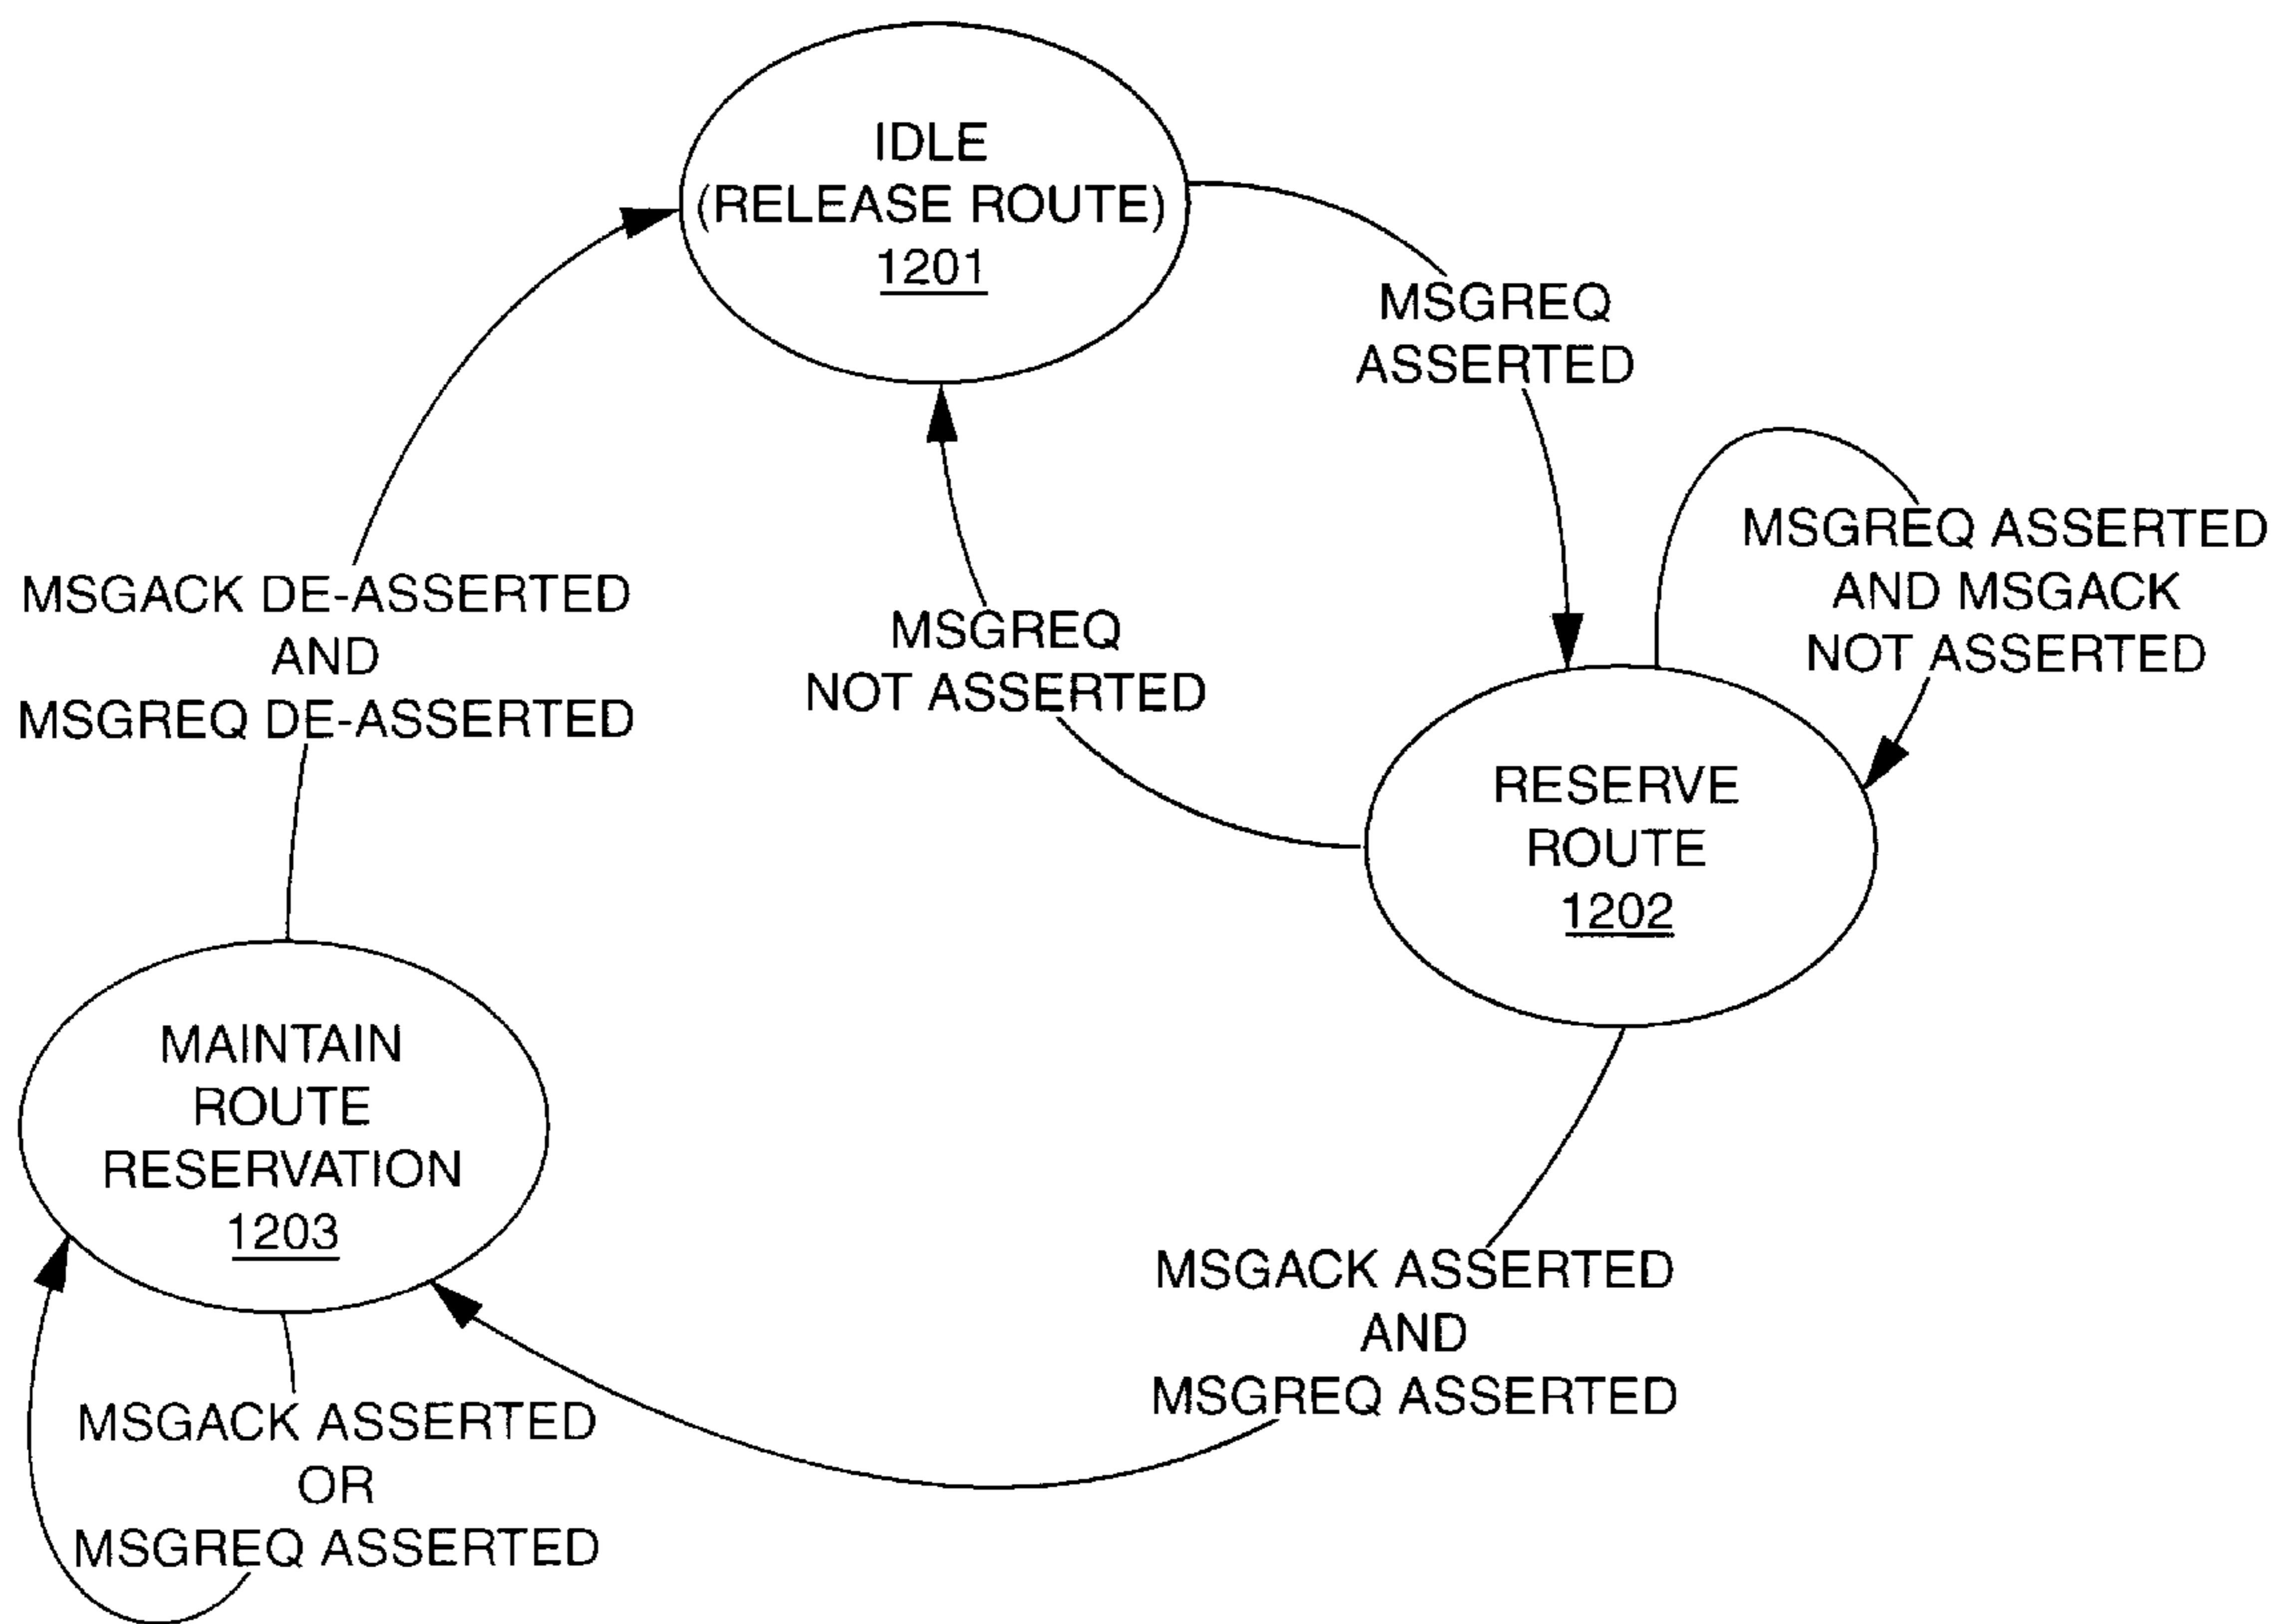 IDLE
(RELEASE ROUTE)
1201
MSGREQ
ASSERTED
MSGREQ ASSERTED
AND MSGACK
NOT ASSERTED
MSGACK DE-ASSERTED
AND
MSGREQ DE-ASSERTED
MSGREQ
NOT ASSERTED
RESERVE
ROUTE
1202
MAINTAIN
ROUTE
RESERVATION
1203
MSGACK ASSERTED
AND
MSGREQ ASSERTED
MSGACK ASSERTED
OR
MSGREQ ASSERTED